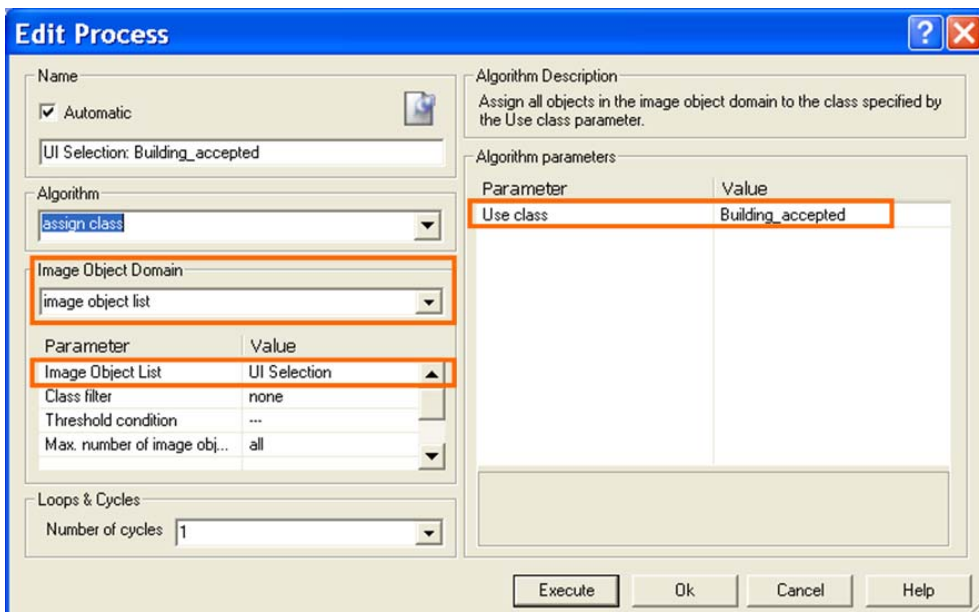 Edit Process
Name
Automatic
UI Selection: Building_accepted
Algorithm
assign class
Image Object Domain
image object list
Parameter Value
Image Object List UI Selection
Class filter none
Threshold condition ---
Max. number of image obj... all
Loops & Cycles
Number of cycles 1
Algorithm Description
Assign all objects in the image object domain to the class specified by
the Use class parameter.
Algorithm parameters
Parameter Value
Use class Building_accepted
Execute Ok Cancel Help